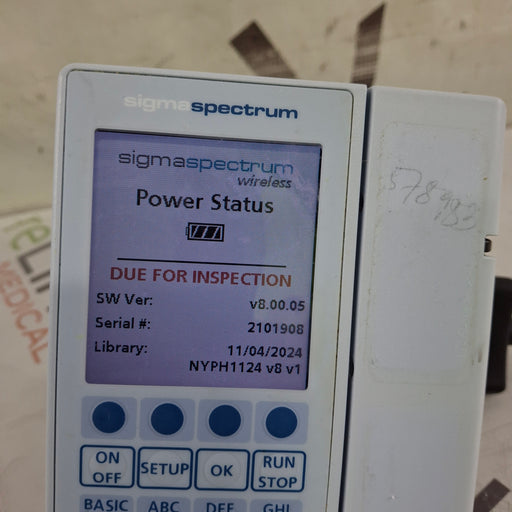 sigmaspectrum
sigmaspectrum
wireless
Power Status
DUE FOR INSPECTION
SW Ver: v8.00.05
Serial #: 2101908
Library: 11/04/2024
NYPH1124 v8 v1
ON OFF
SETUP
OK
RUN STOP
BASIC
ABC
DEF
GHI
MEDICAL